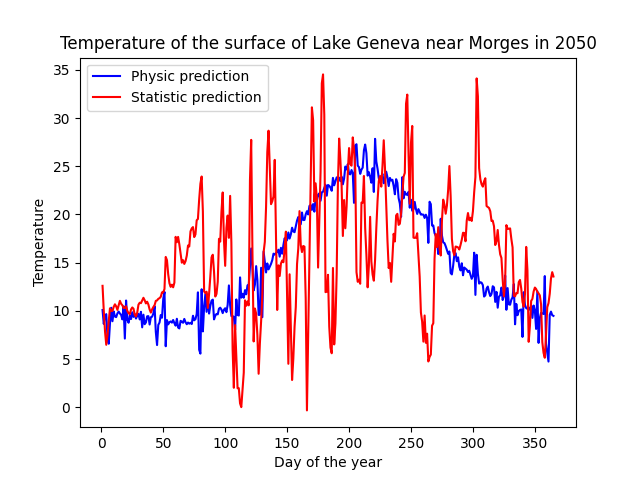 Temperature of the surface of Lake Geneva near Morges in 2050
Physic prediction
Statistic prediction
Temperature
35
30
25
20
15
10
5
0
0 50 100 150 200 250 300 350
Day of the year